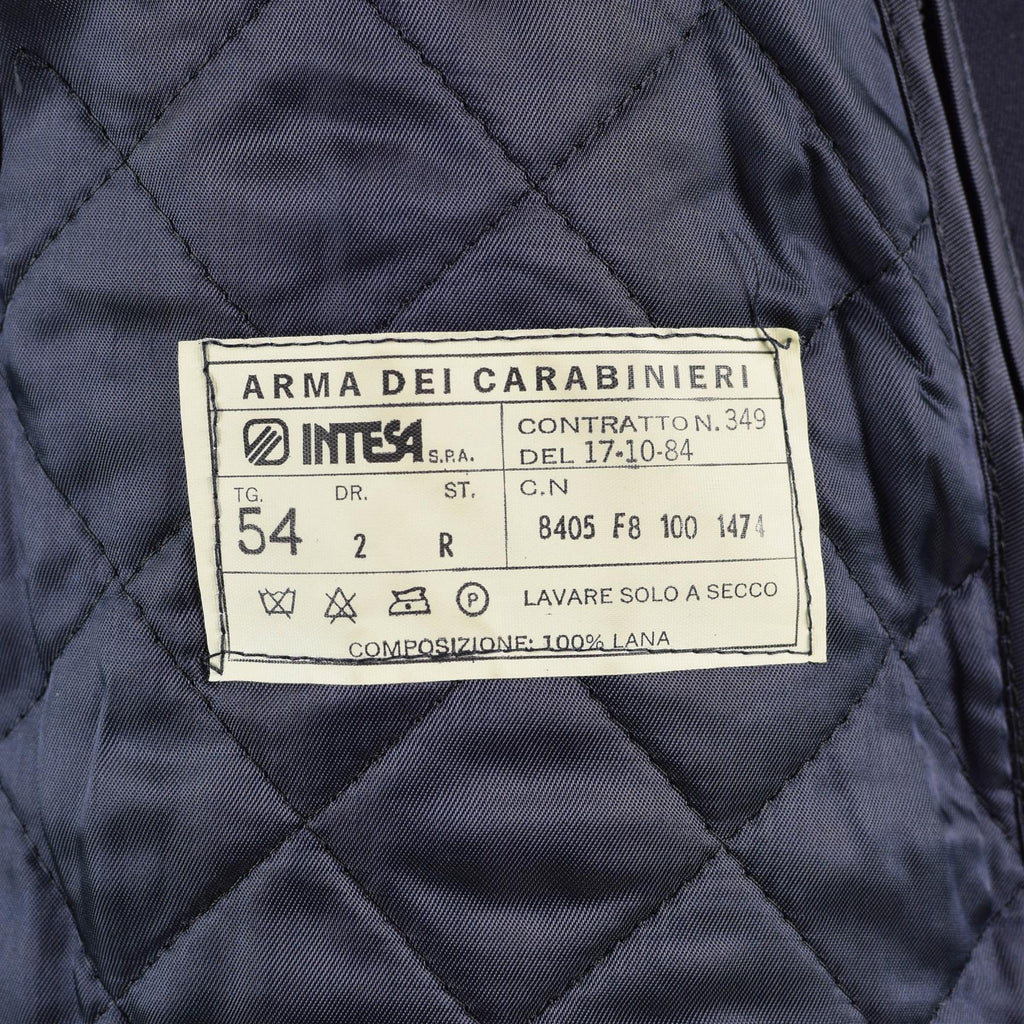 ARMA DEI CARABINIERI
INTESA S.P.A.
CONTRATTO N. 349
DEL 17-10-84
TG. DR. ST.
54 2 R
C.N
8405 F8 100 1474
P LAVARE SOLO A SECCO
COMPOSIZIONE: 100% LANA